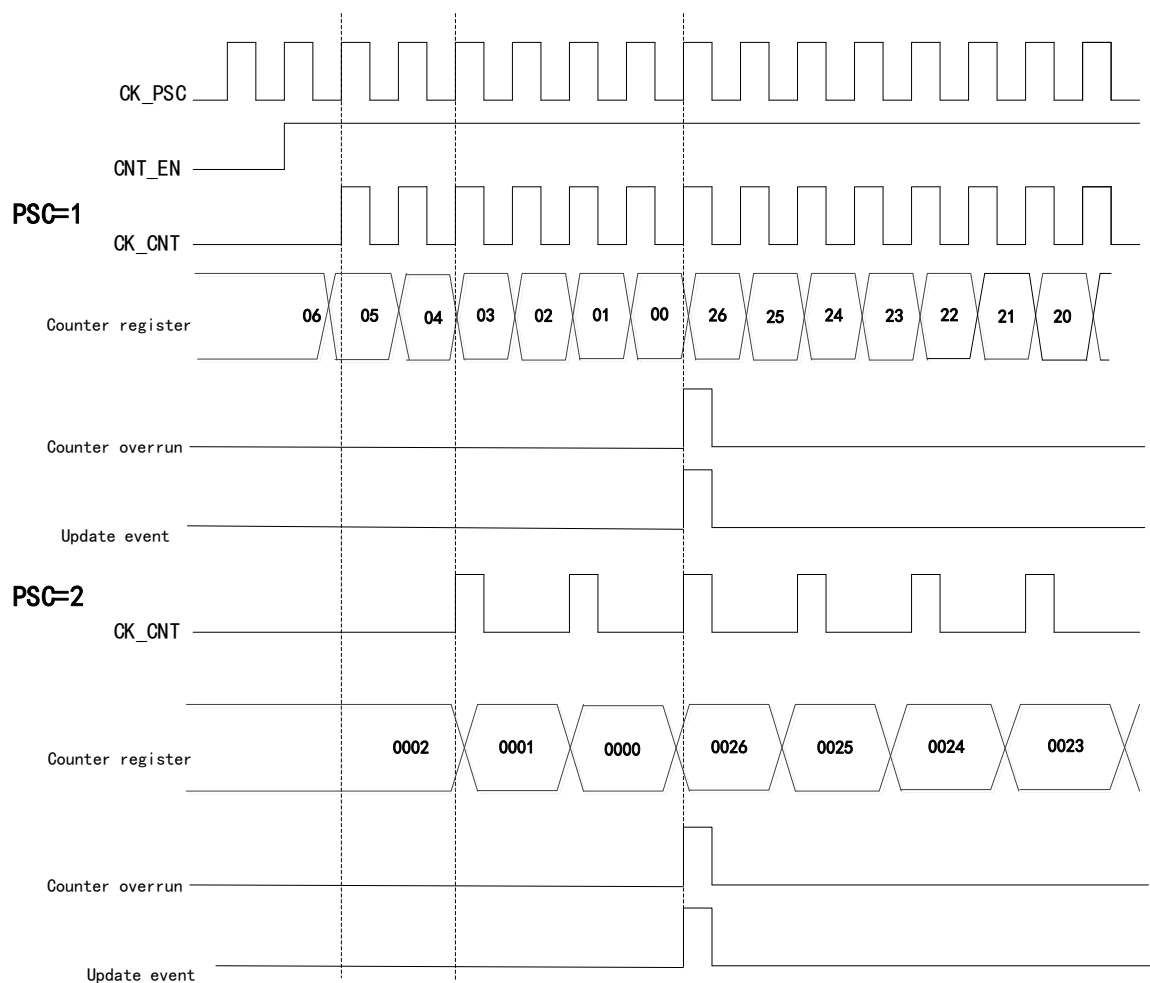 CK_PSC
CNT_EN
PSC=1
CK_CNT
Counter register 06 05 04 03 02 01 00 26 25 24 23 22 21 20
Counter overrun
Update event
PSC=2
CK_CNT
Counter register 0002 0001 0000 0026 0025 0024 0023
Counter overrun
Update event